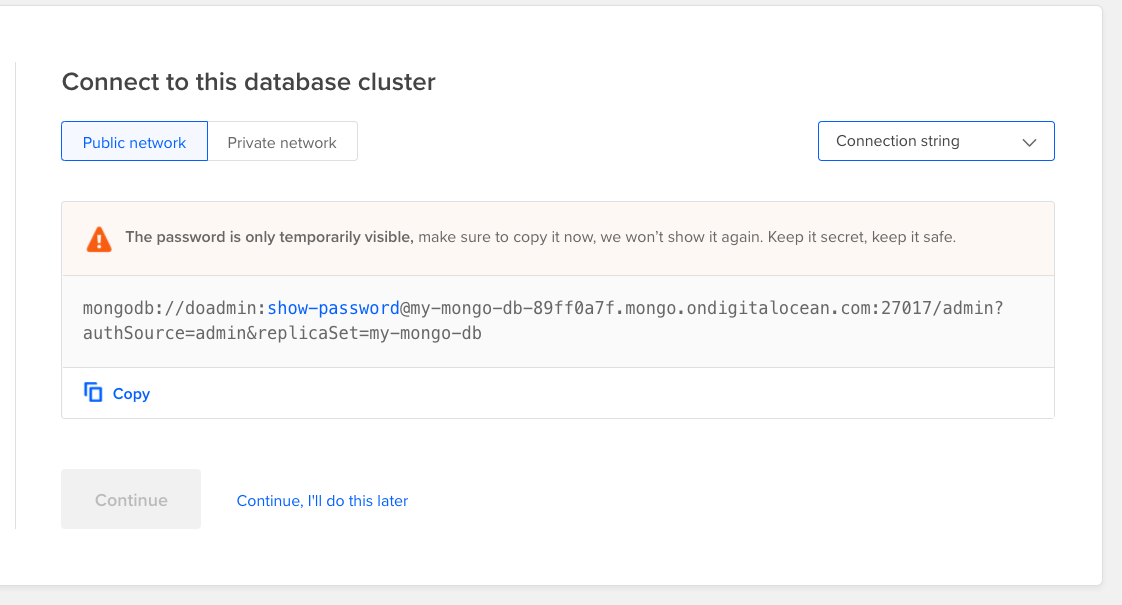 Connect to this database cluster
Public network
Private network
Connection string
The password is only temporarily visible, make sure to copy it now, we won’t show it again. Keep it secret, keep it safe.
mongodb://doadmin:show-password@my-mongo-db-89ff0a7f.mongo.ondigitalocean.com:27017/admin?
authSource=admin&replicaSet=my-mongo-db
Copy
Continue
Continue, I'll do this later